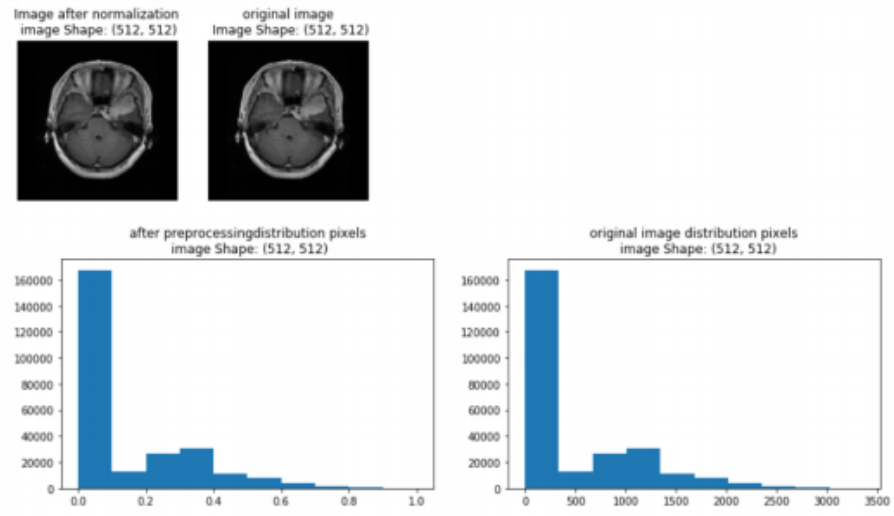 Image after normalization
image Shape: (512, 512)
original image
Image Shape: (512, 512)
after preprocessingdistribution pixels
image Shape: (512, 512)
160000
140000
120000
100000
80000
60000
40000
20000
0
0.0 0.2 0.4 0.6 0.8 1.0
original image distribution pixels
image Shape: (512, 512)
160000
140000
120000
100000
80000
60000
40000
20000
0
0 500 1000 1500 2000 2500 3000 3500